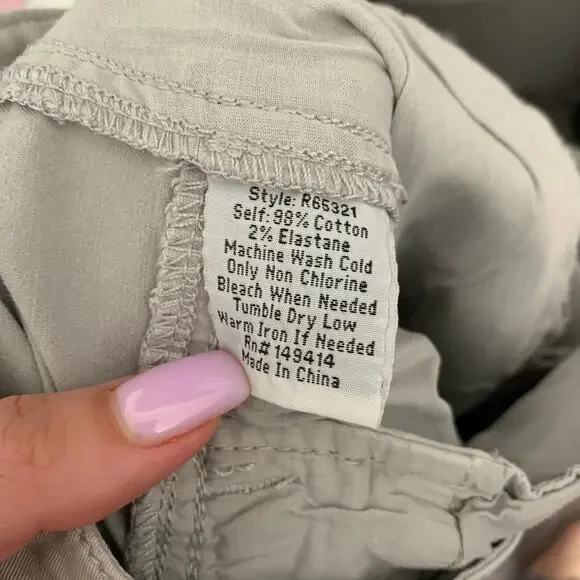 Style: R65321
Self: 98% Cotton
2% Elastane
Machine Wash Cold
Only Non Chlorine
Bleach When Needed
Tumble Dry Low
Warm Iron If Needed
Rn# 149414
Made In China